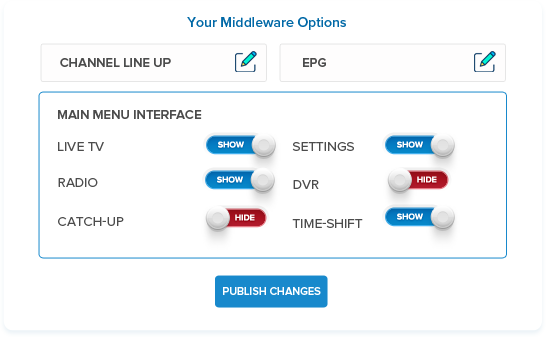 Your Middleware Options
CHANNEL LINE UP
EPG
MAIN MENU INTERFACE
LIVE TV SHOW
SETTINGS SHOW
RADIO SHOW
DVR HIDE
CATCH-UP HIDE
TIME-SHIFT SHOW
PUBLISH CHANGES